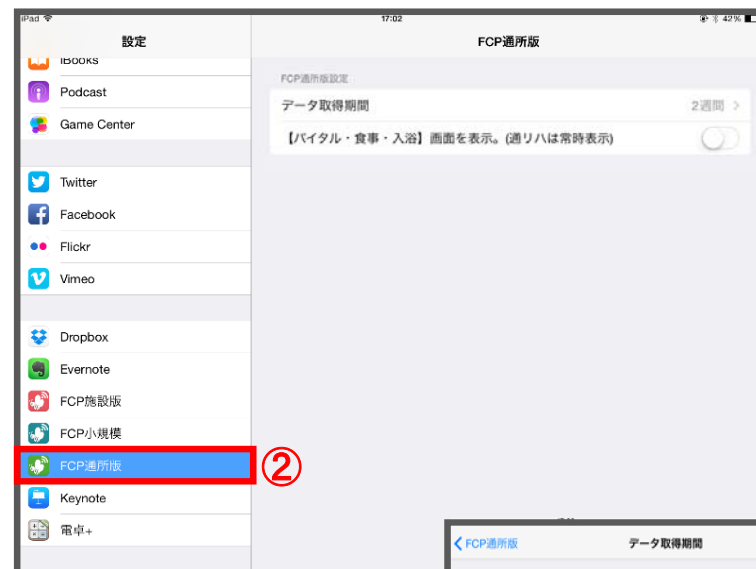 iPad 17:02 42%
設定
FCP通所版
iBooks
Podcast
Game Center
Twitter
Facebook
Flickr
Vimeo
Dropbox
Evernote
FCP施設版
FCP小規模
FCP通所版
②
Keynote
電卓+
FCP通所版設定
データ取得期間 2週間 >
【バイタル・食事・入浴】画面を表示。(通リハは常時表示)
FCP通所版 データ取得期間